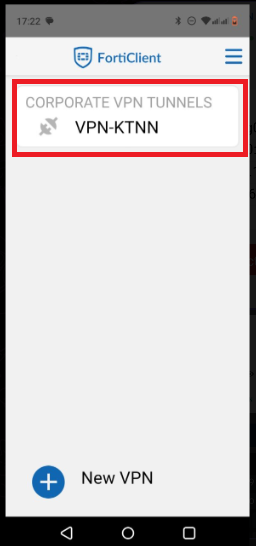 17:22
FortiClient
CORPORATE VPN TUNNELS
VPN-KTNN
New VPN